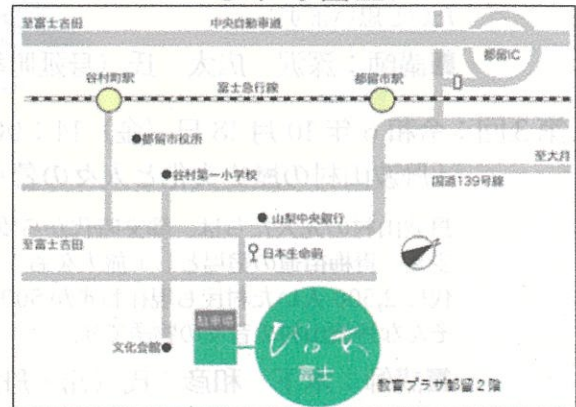 至富士吉田
中央自動車道
都留IC
谷村町駅
富士急行線
都留市駅
●都留市役所
至大月
●谷村第一小学校
国道139号線
●山梨中央銀行
至富士吉田
日本生命前
駐車場
文化会館●
ぴゅあ
富士
教育プラザ都留2階